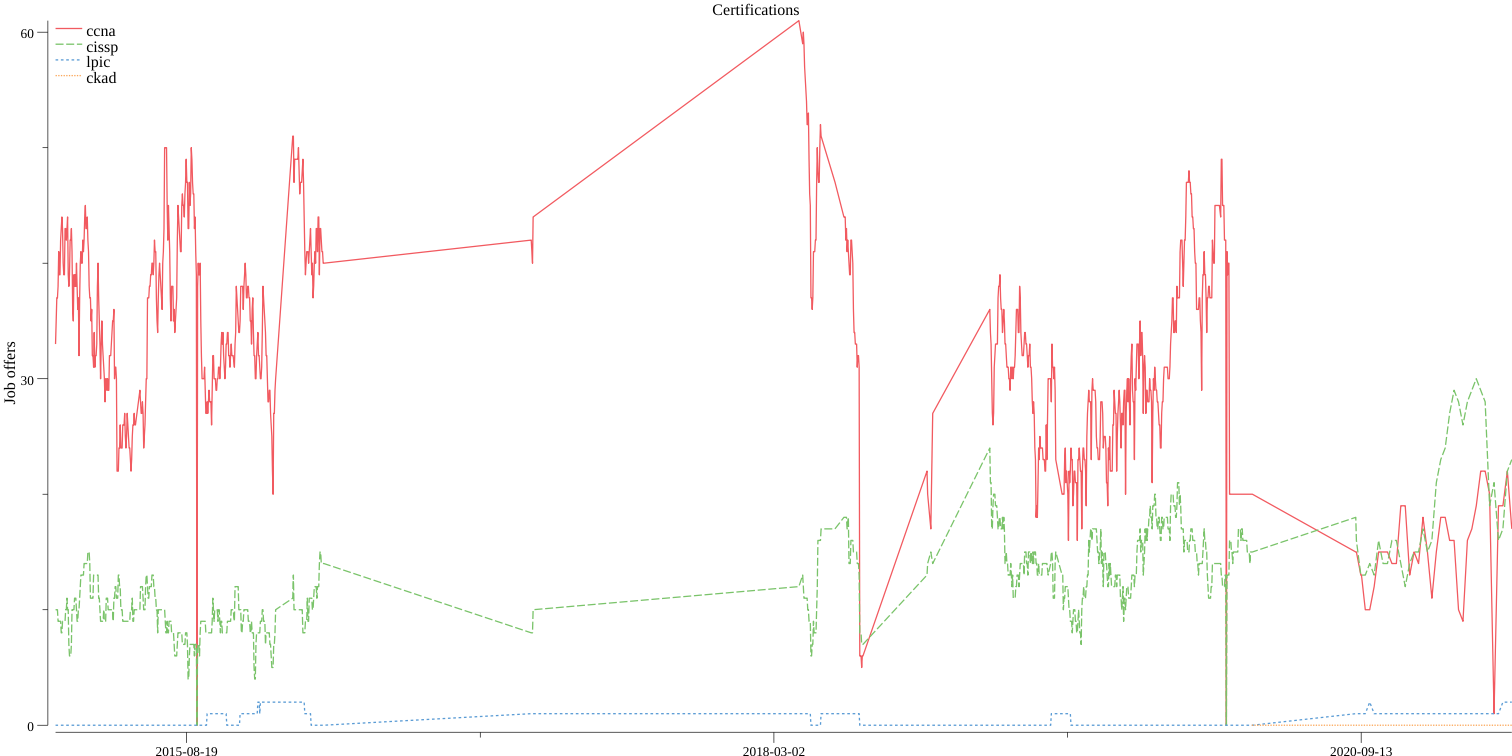 Certifications
60
ccna
cissp
lpic
ckad
Job offers
30
0
2015-08-19
2018-03-02
2020-09-13